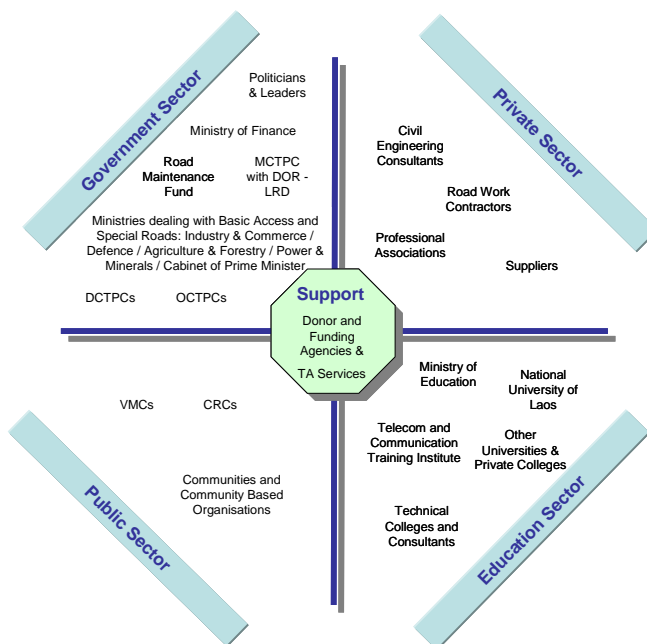 Government Sector
Politicians
& Leaders
Ministry of Finance
Road
Maintenance
Fund
MCTPC
with DOR -
LRD
Ministries dealing with Basic Access and
Special Roads: Industry & Commerce /
Defence / Agriculture & Forestry / Power &
Minerals / Cabinet of Prime Minister
DCTPCs
OCTPCs
Private Sector
Civil
Engineering
Consultants
Road Work
Contractors
Professional
Associations
Suppliers
Support
Donor and
Funding
Agencies &
TA Services
Public Sector
VMCs
CRCs
Communities and
Community Based
Organisations
Education Sector
Ministry of
Education
National
University of
Laos
Telecom and
Communication
Training Institute
Other
Universities &
Private Colleges
Technical
Colleges and
Consultants